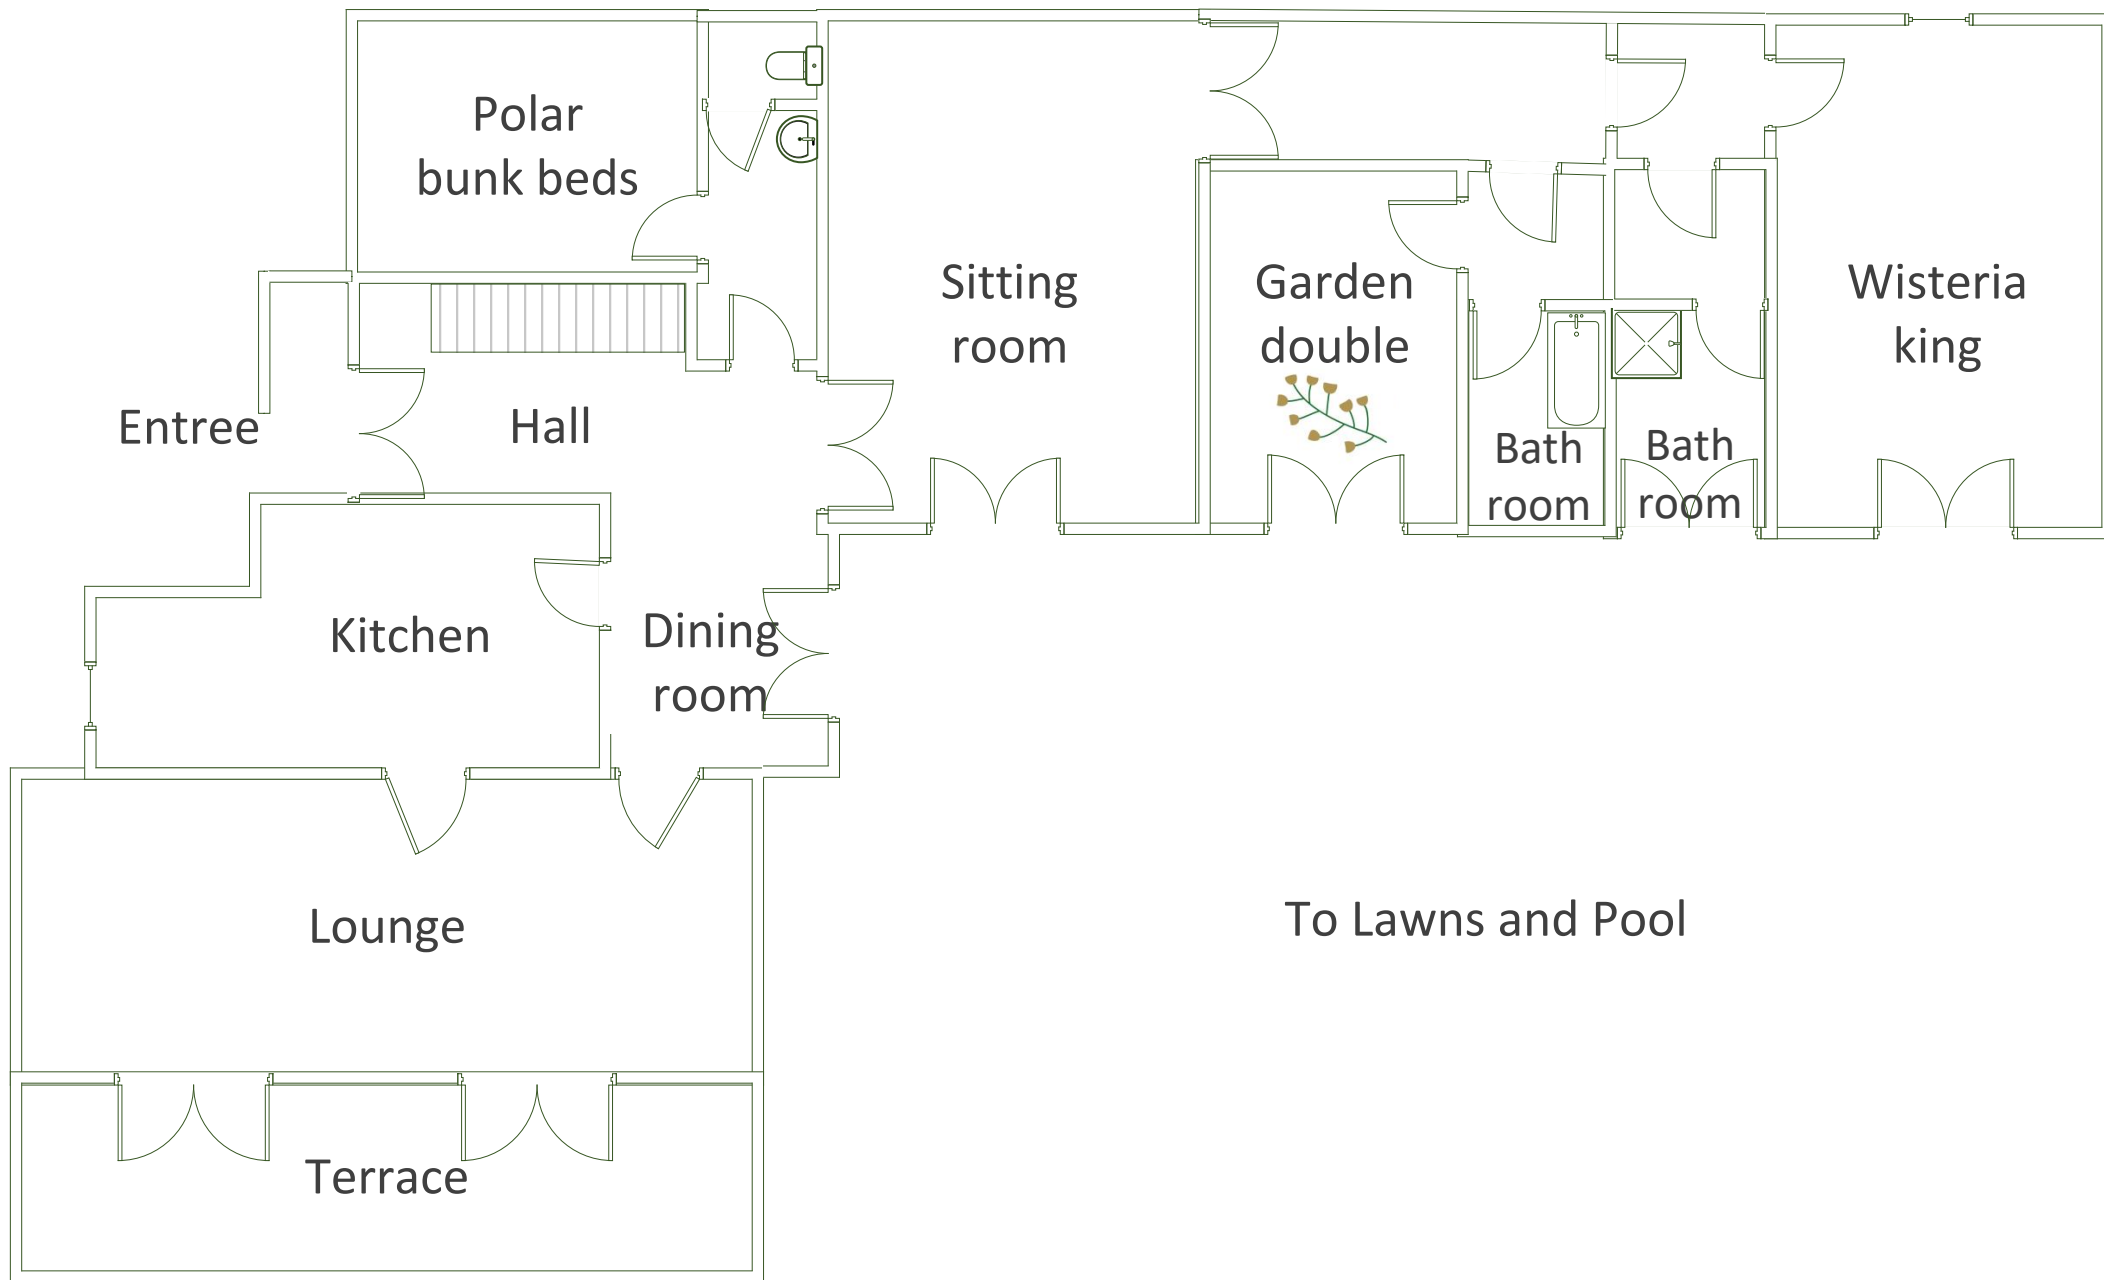 Polar
bunk beds
Sitting
room
Garden
double
Wisteria
king
Entree
Hall
Bath
room
Bath
room
Kitchen
Dining
room
Lounge
To Lawns and Pool
Terrace